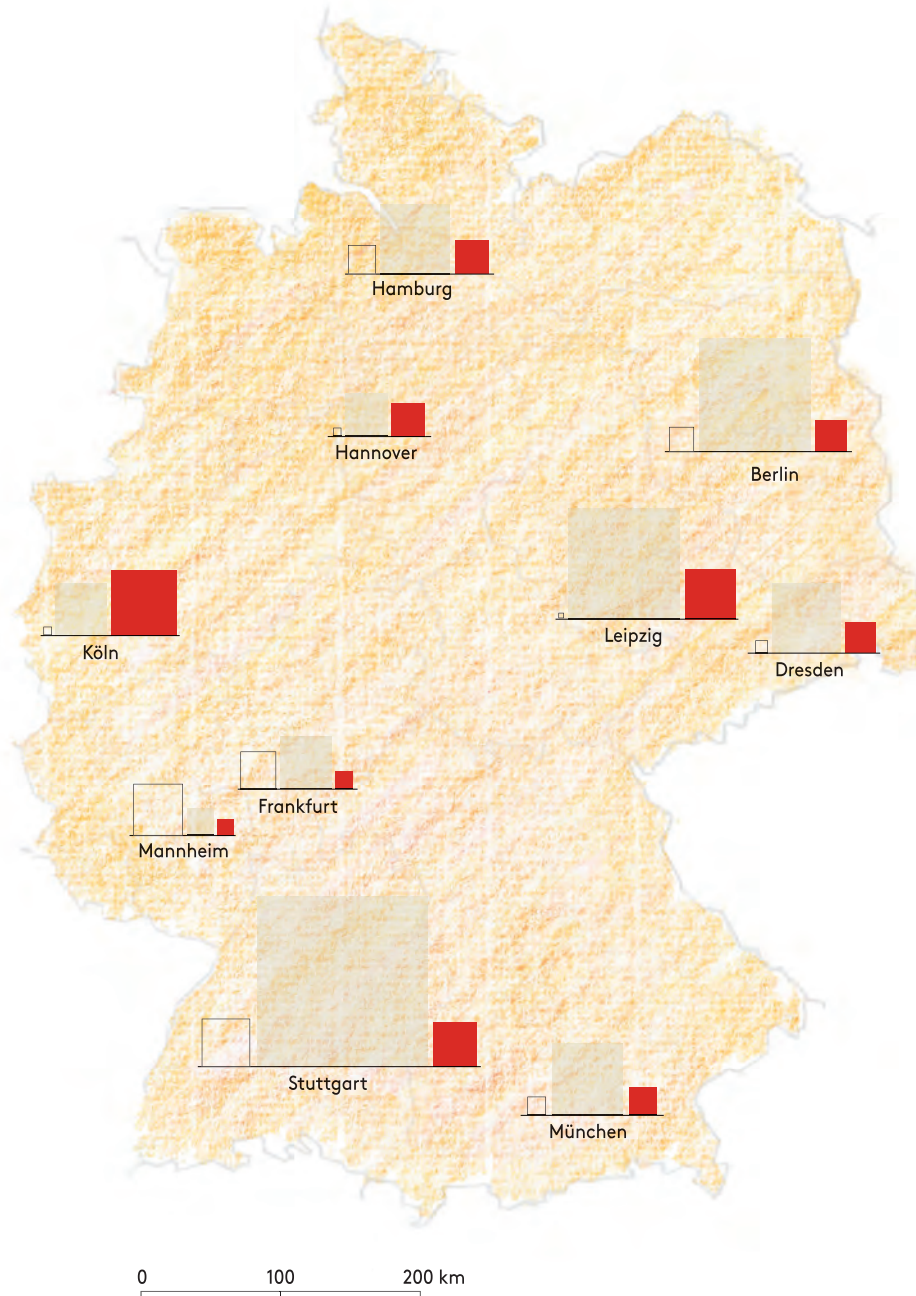 Hamburg
Hannover
Berlin
Köln
Leipzig
Dresden
Frankfurt
Mannheim
Stuttgart
München
0 100 200 km